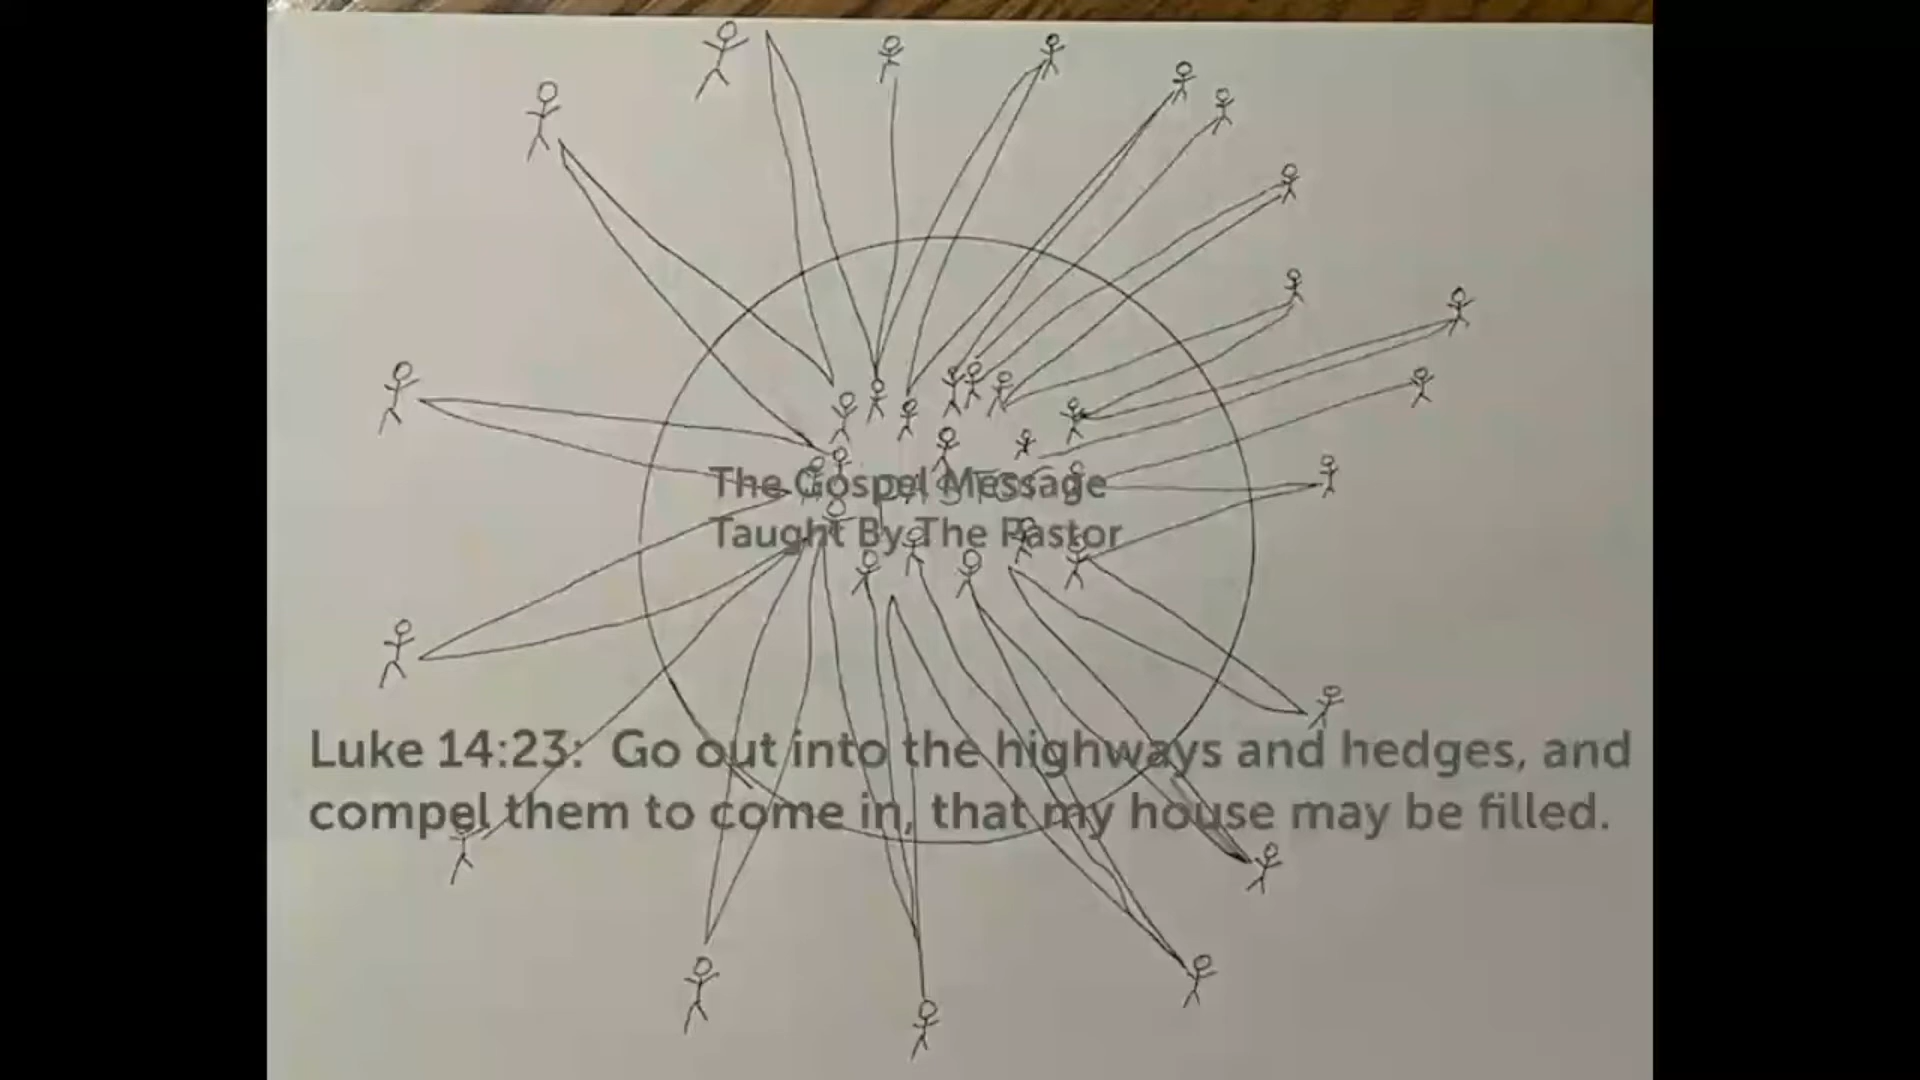 The Gospel Message
Taught By The Pastor
Luke 14:23:  Go out into the highways and hedges, and
compel them to come in, that my house may be filled.